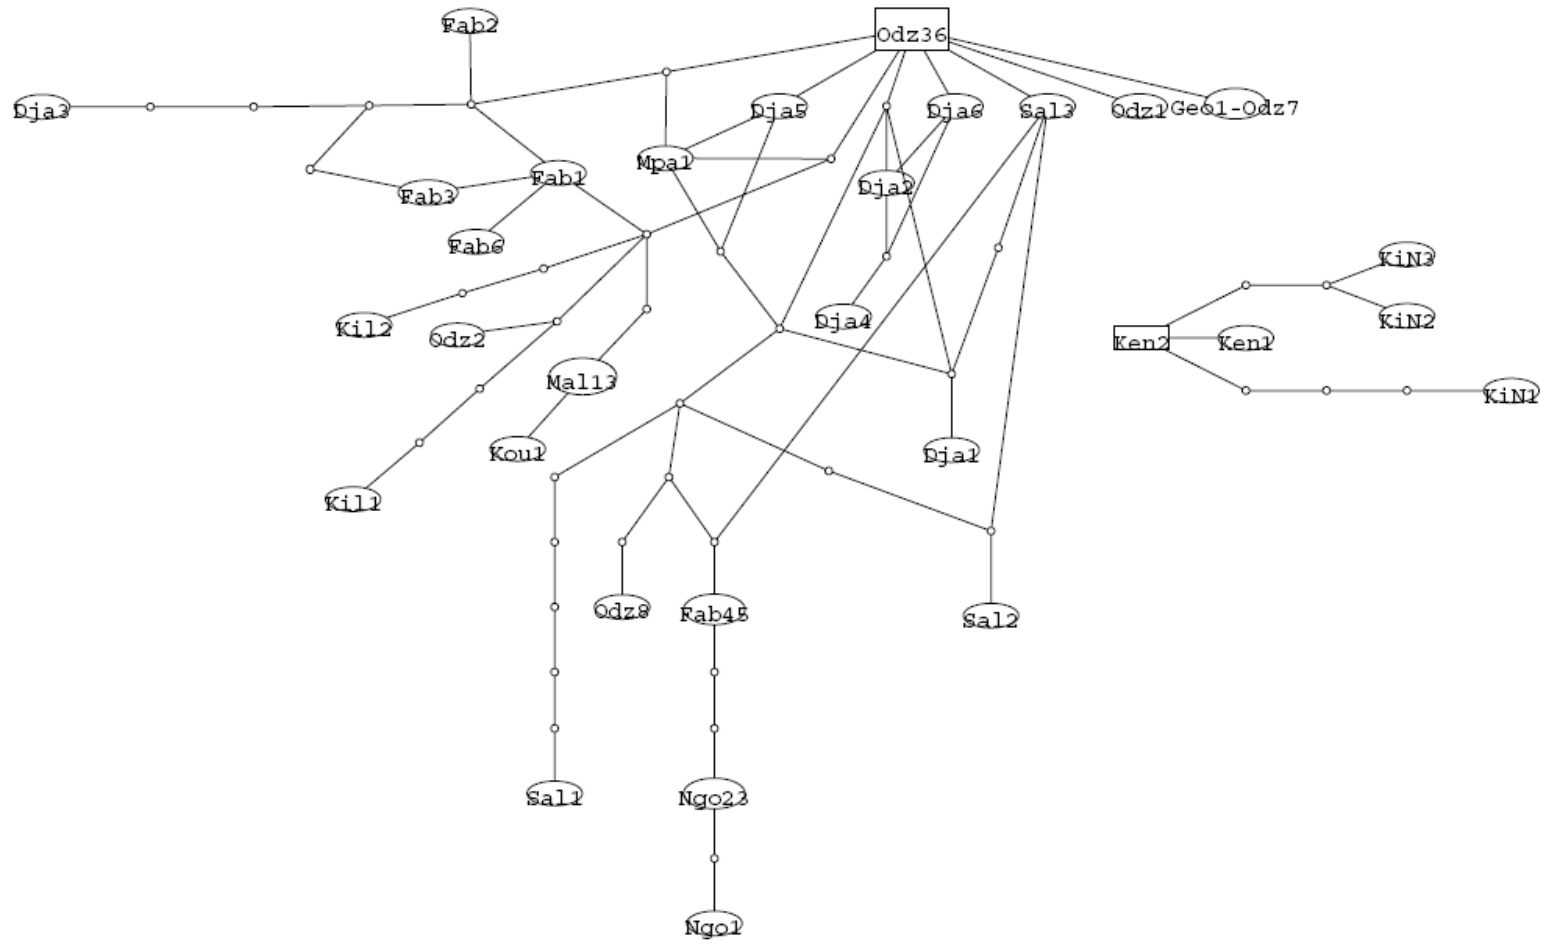 Fab2
Odz36
Dja3
Dja5
Dja6
Sal3
Odz1
Geo1-Odz7
Mpa1
Fab1
Dja2
Fab3
Fab6
KiN3
Kil2
Odz2
Dja4
KiN2
Ken2
Ken1
Mal13
KiN1
Kou1
Dja1
Kil1
Odz8
Fab45
Sal2
Sal1
Ngo23
Ngo1